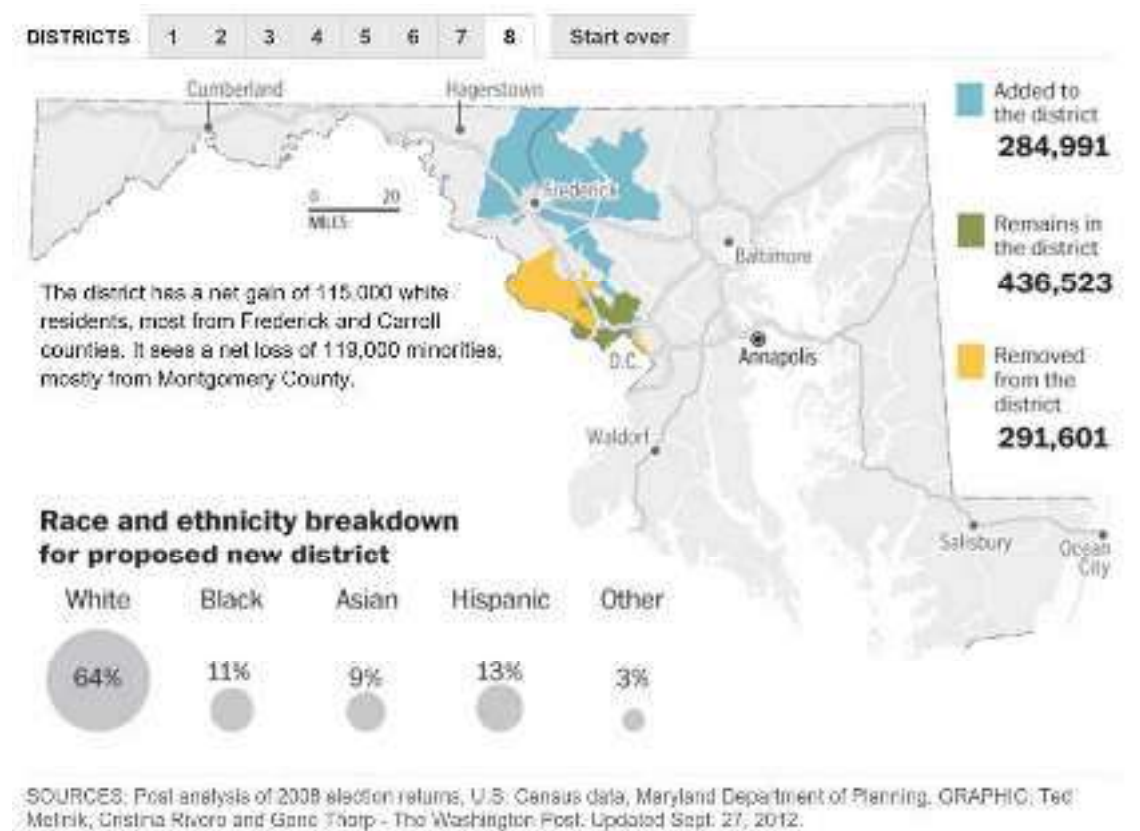 DISTRICTS 1 2 3 4 5 6 7 8 Start over
Cumberland
Hagerstown
Added to
the district
284,991
0 20
MILES
Frederick
Remains in
the district
436,523
Baltimore
The district has a net gain of 115,000 white
residents, most from Frederick and Carroll
counties. It sees a net loss of 119,000 minorities,
mostly from Montgomery County.
D.C.
Annapolis
Removed
from the
district
291,601
Waldorf
Race and ethnicity breakdown
for proposed new district
Salisbury
Ocean
City
White Black Asian Hispanic Other
64% 11% 9% 13% 3%
SOURCES: Post analysis of 2008 election returns, U.S. Census data, Maryland Department of Planning. GRAPHIC: Ted
Mellnik, Cristina Rivero and Gene Thorp - The Washington Post. Updated Sept. 27, 2012.